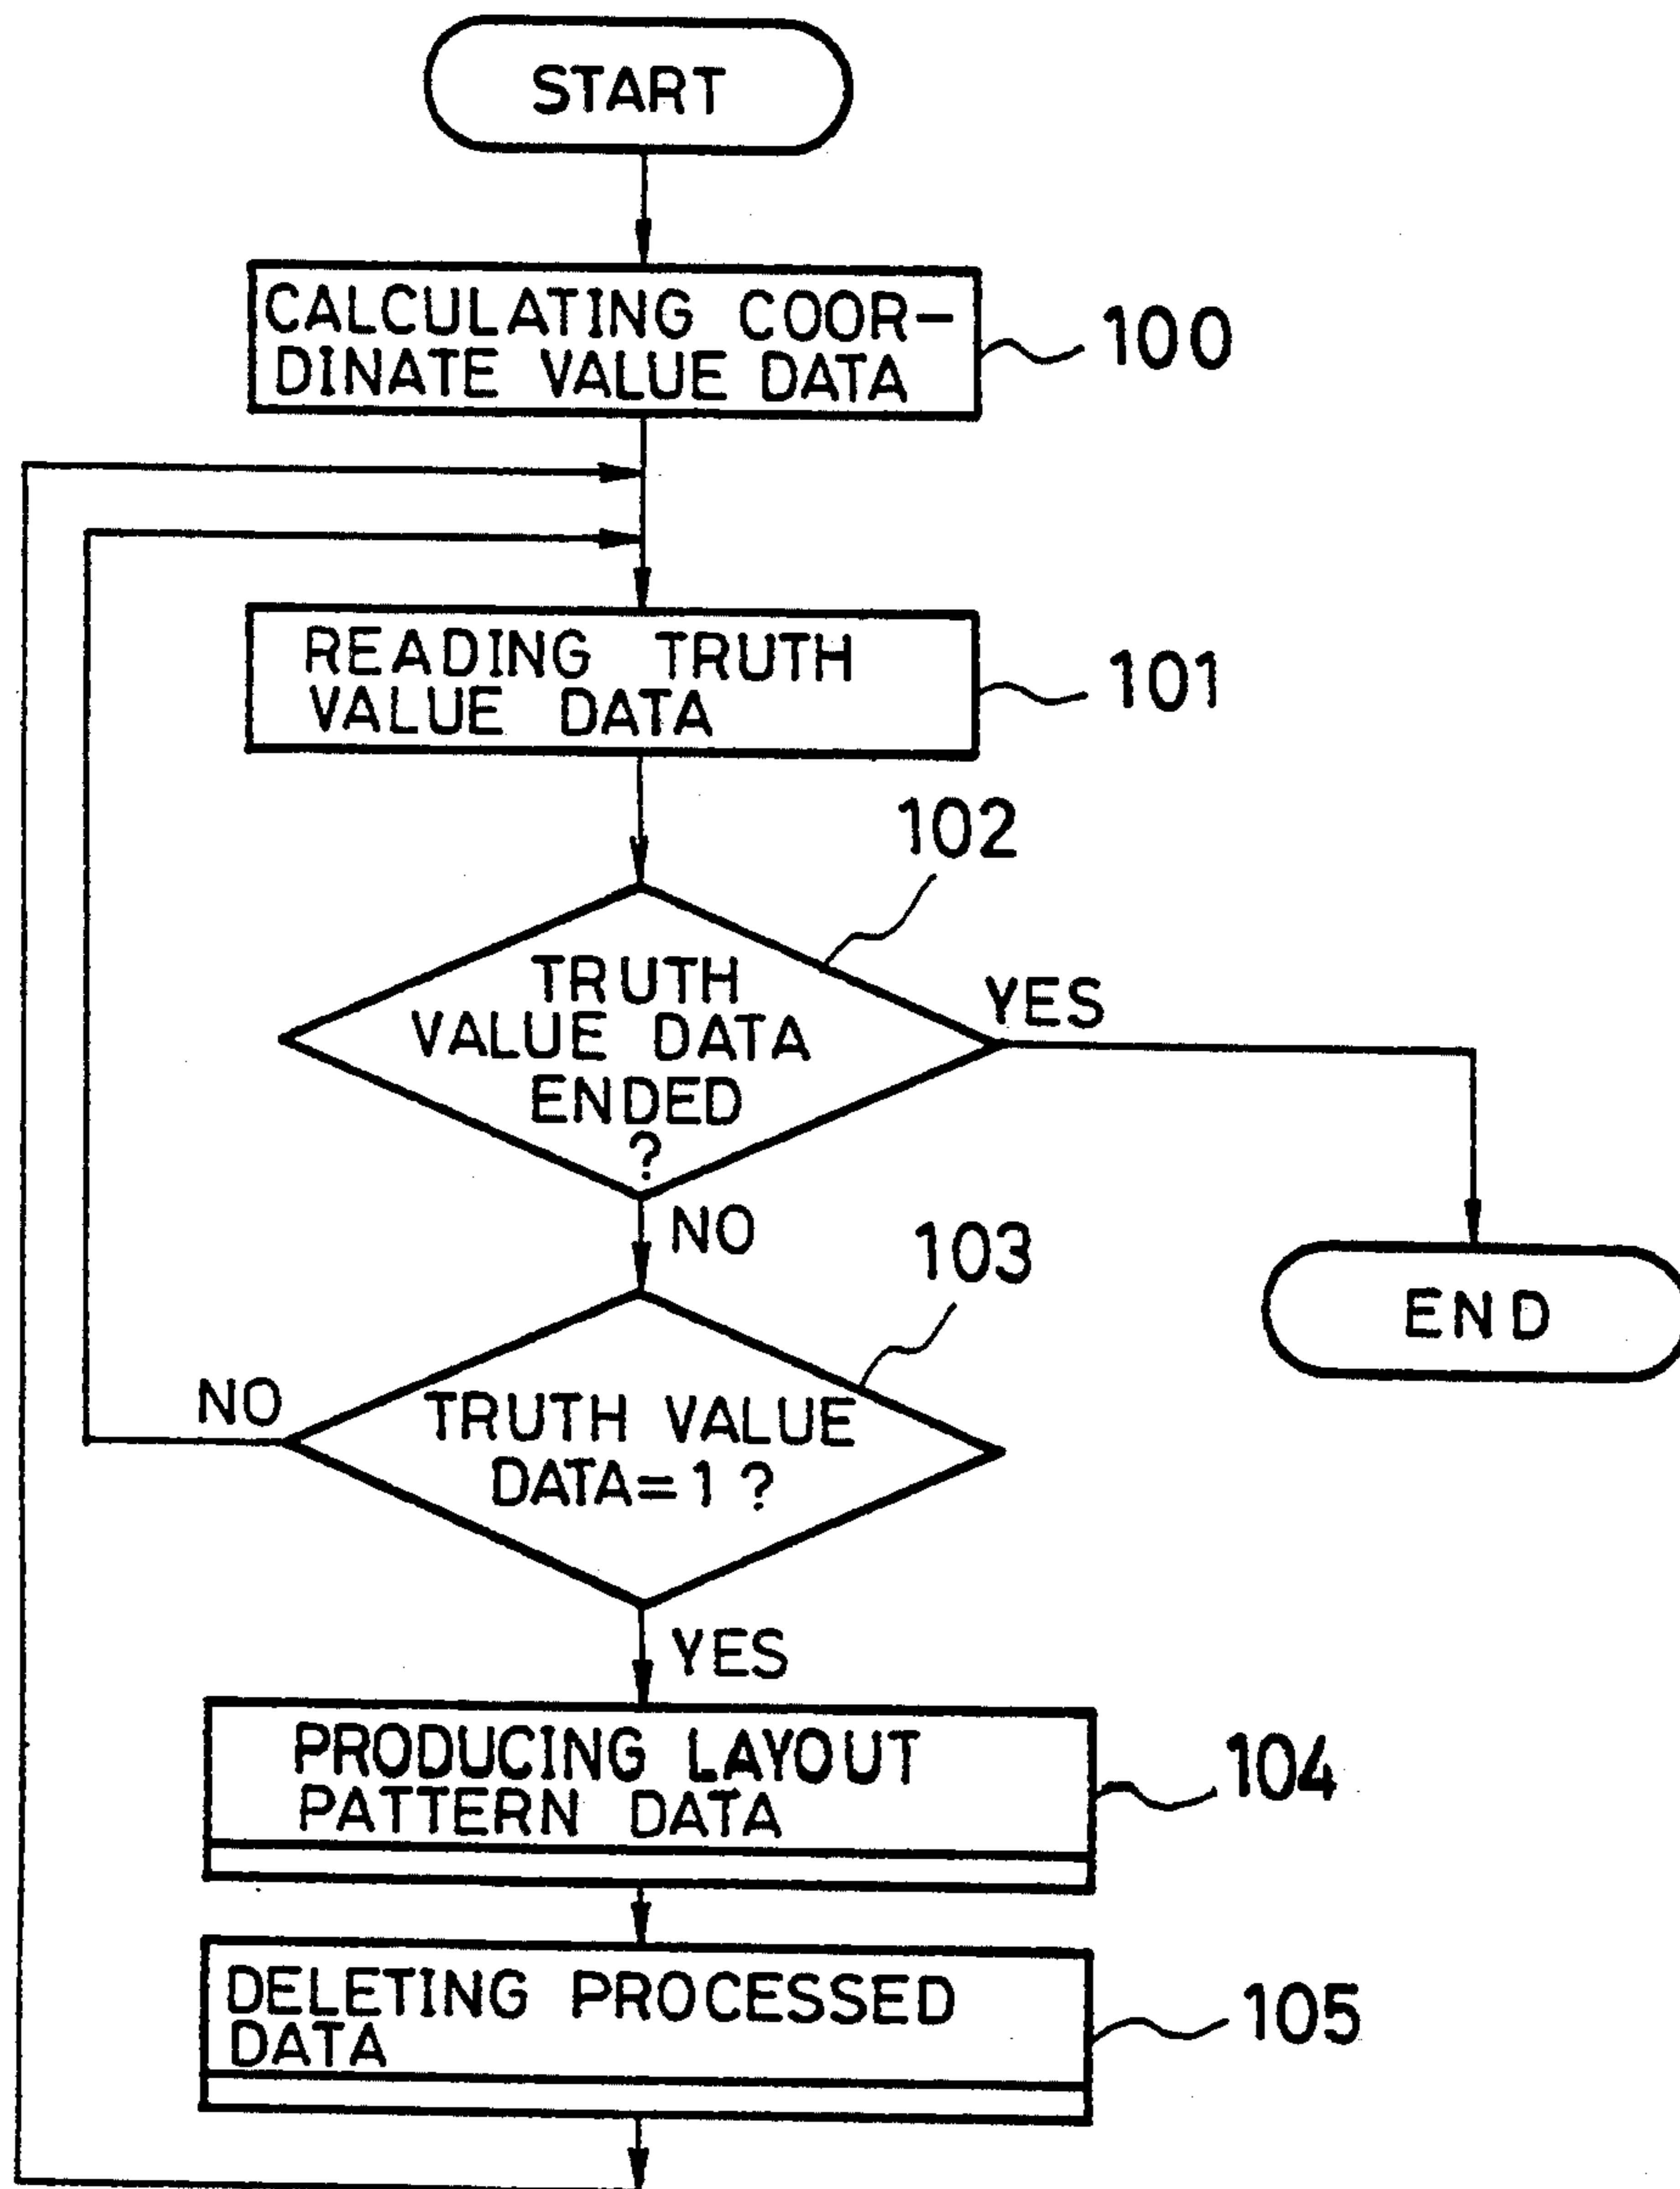 START
CALCULATING COOR-
DINATE VALUE DATA
100
READING TRUTH
VALUE DATA
101
102
TRUTH
VALUE DATA
ENDED
?
YES
NO
103
END
NO
TRUTH VALUE
DATA=1?
YES
PRODUCING LAYOUT
PATTERN DATA
104
DELETING PROCESSED
DATA
105